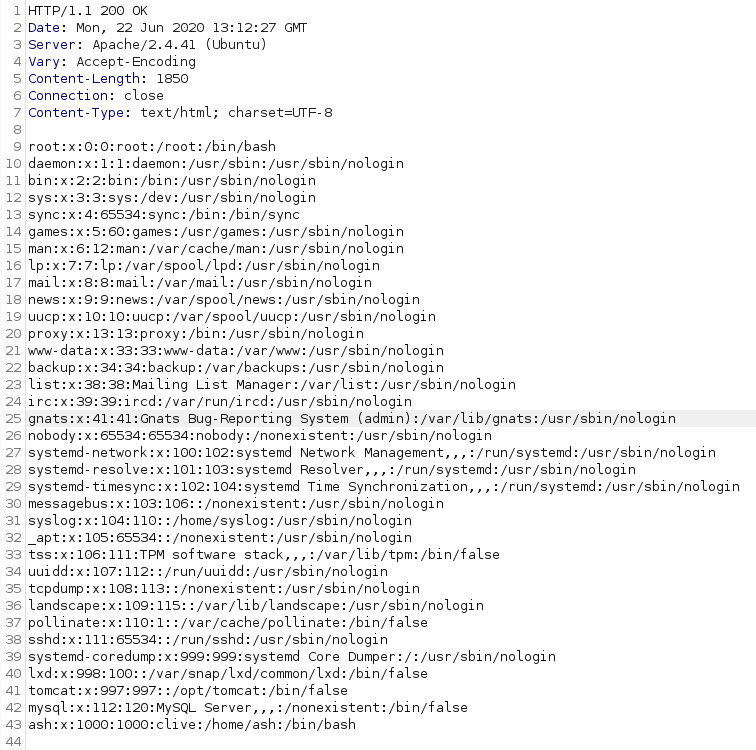 1 HTTP/1.1 200 OK
2 Date: Mon, 22 Jun 2020 13:12:27 GMT
3 Server: Apache/2.4.41 (Ubuntu)
4 Vary: Accept-Encoding
5 Content-Length: 1850
6 Connection: close
7 Content-Type: text/html; charset=UTF-8
8
9 root:x:0:0:root:/root:/bin/bash
10 daemon:x:1:1:daemon:/usr/sbin:/usr/sbin/nologin
11 bin:x:2:2:bin:/bin:/usr/sbin/nologin
12 sys:x:3:3:sys:/dev:/usr/sbin/nologin
13 sync:x:4:65534:sync:/bin:/bin/sync
14 games:x:5:60:games:/usr/games:/usr/sbin/nologin
15 man:x:6:12:man:/var/cache/man:/usr/sbin/nologin
16 lp:x:7:7:lp:/var/spool/lpd:/usr/sbin/nologin
17 mail:x:8:8:mail:/var/mail:/usr/sbin/nologin
18 news:x:9:9:news:/var/spool/news:/usr/sbin/nologin
19 uucp:x:10:10:uucp:/var/spool/uucp:/usr/sbin/nologin
20 proxy:x:13:13:proxy:/bin:/usr/sbin/nologin
21 www-data:x:33:33:www-data:/var/www:/usr/sbin/nologin
22 backup:x:34:34:backup:/var/backups:/usr/sbin/nologin
23 list:x:38:38:Mailing List Manager:/var/list:/usr/sbin/nologin
24 irc:x:39:39:ircd:/var/run/ircd:/usr/sbin/nologin
25 gnats:x:41:41:Gnats Bug-Reporting System (admin):/var/lib/gnats:/usr/sbin/nologin
26 nobody:x:65534:65534:nobody:/nonexistent:/usr/sbin/nologin
27 systemd-network:x:100:102:systemd Network Management,,,:/run/systemd:/usr/sbin/nologin
28 systemd-resolve:x:101:103:systemd Resolver,,,:/run/systemd:/usr/sbin/nologin
29 systemd-timesync:x:102:104:systemd Time Synchronization,,,:/run/systemd:/usr/sbin/nologin
30 messagebus:x:103:106::/nonexistent:/usr/sbin/nologin
31 syslog:x:104:110::/home/syslog:/usr/sbin/nologin
32 _apt:x:105:65534::/nonexistent:/usr/sbin/nologin
33 tss:x:106:111:TPM software stack,,,:/var/lib/tpm:/bin/false
34 uuidd:x:107:112::/run/uuidd:/usr/sbin/nologin
35 tcpdump:x:108:113::/nonexistent:/usr/sbin/nologin
36 landscape:x:109:115::/var/lib/landscape:/usr/sbin/nologin
37 pollinate:x:110:1::/var/cache/pollinate:/bin/false
38 sshd:x:111:65534::/run/sshd:/usr/sbin/nologin
39 systemd-coredump:x:999:999:systemd Core Dumper:/:/usr/sbin/nologin
40 lxd:x:998:100::/var/snap/lxd/common/lxd:/bin/false
41 tomcat:x:997:997::/opt/tomcat:/bin/false
42 mysql:x:112:120:MySQL Server,,,:/nonexistent:/bin/false
43 ash:x:1000:1000:clive:/home/ash:/bin/bash
44